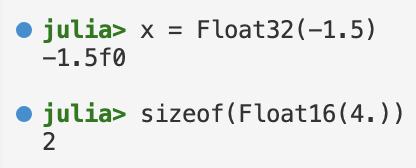 julia> x = Float32(-1.5)
-1.5f0
julia> sizeof(Float16(4.))
2